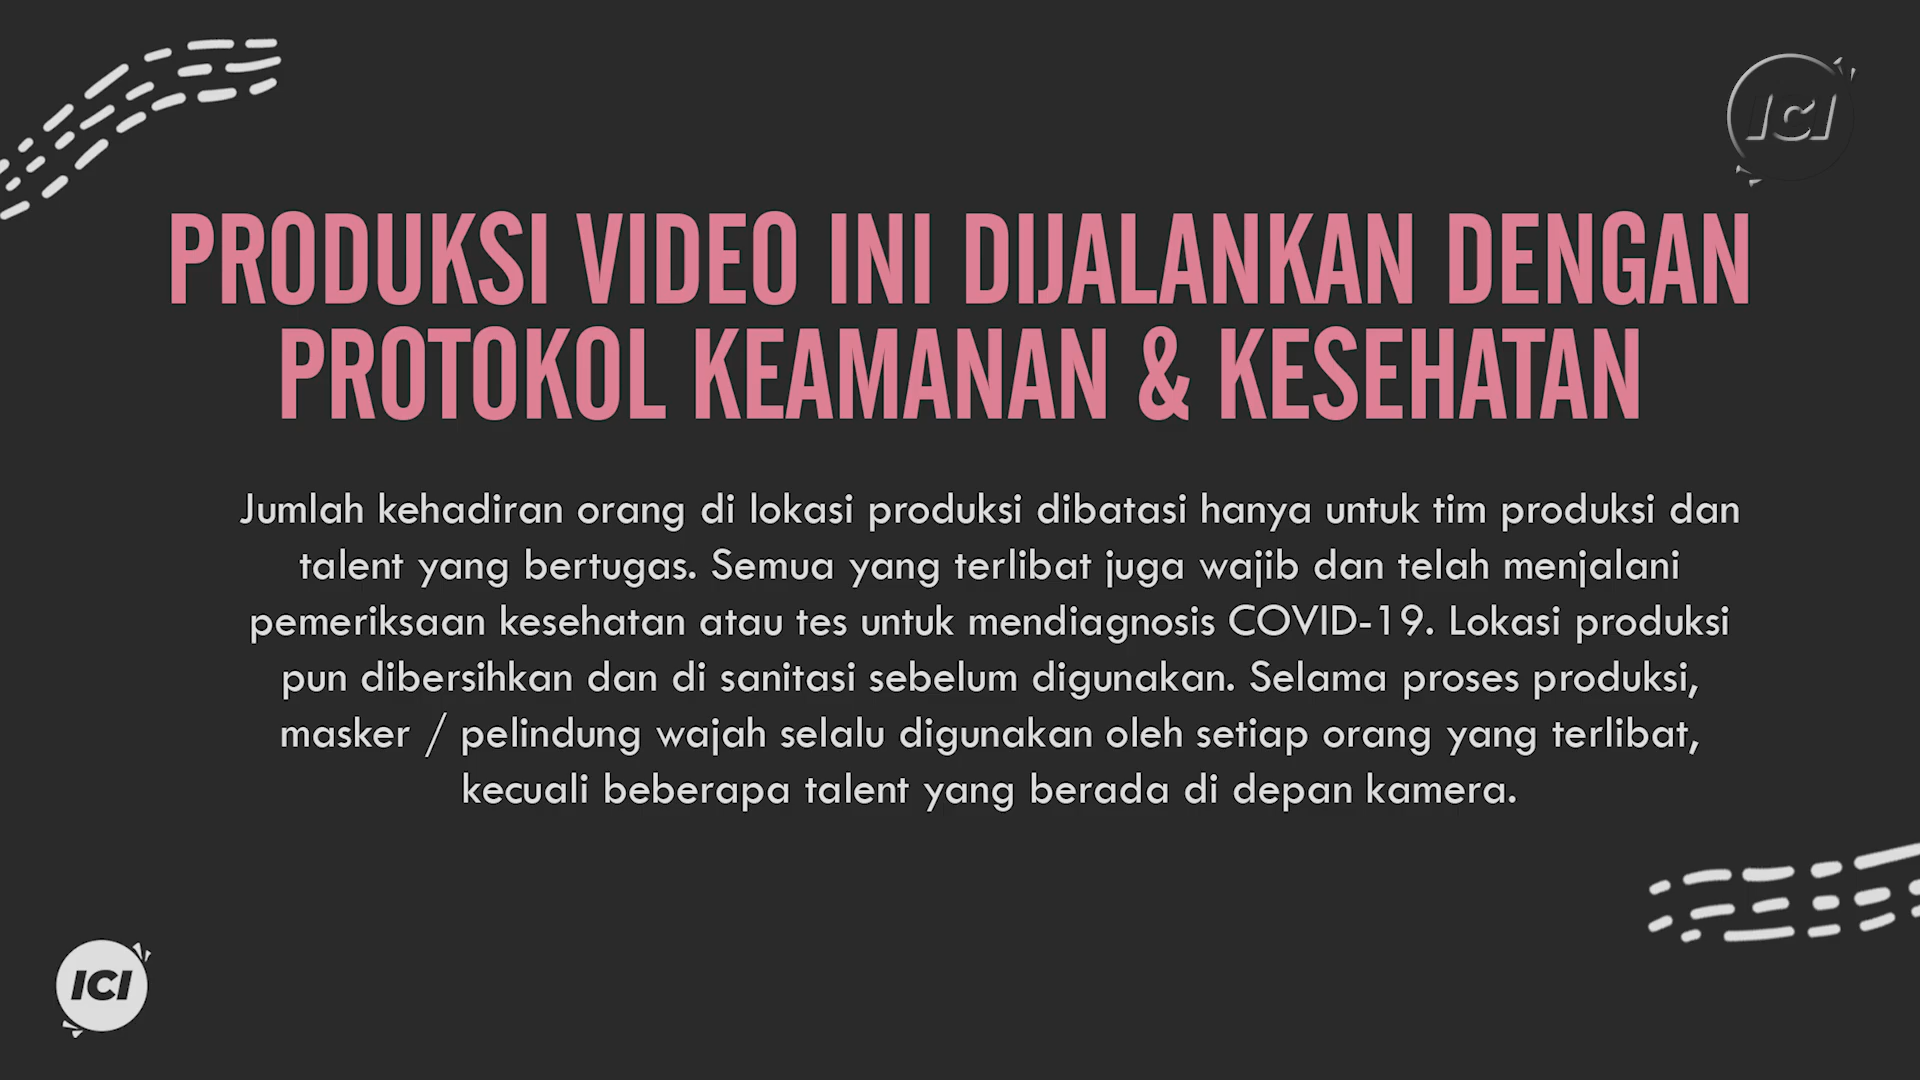 ICI
PRODUKSI VIDEO INI DIJALANKAN DENGAN
PROTOKOL KEAMANAN & KESEHATAN
Jumlah kehadiran orang di lokasi produksi dibatasi hanya untuk tim produksi dan
talent yang bertugas. Semua yang terlibat juga wajib dan telah menjalani
pemeriksaan kesehatan atau tes untuk mendiagnosis COVID-19. Lokasi produksi
pun dibersihkan dan di sanitasi sebelum digunakan. Selama proses produksi,
masker / pelindung wajah selalu digunakan oleh setiap orang yang terlibat,
kecuali beberapa talent yang berada di depan kamera.
ICI